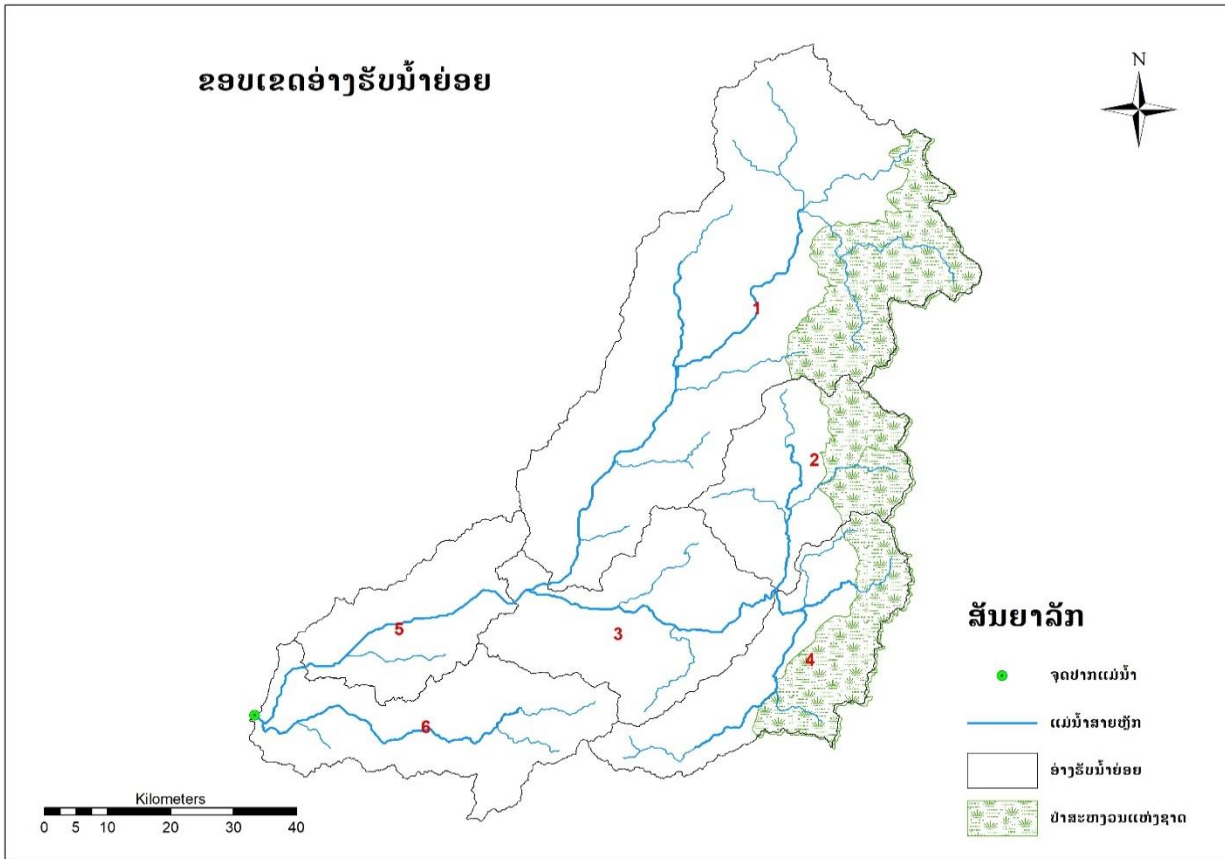 ຂອບເຂດອ່າງຮັບນ້ຳຍ່ອຍ
N
1
2
3
4
5
6
ສັນຍາລັກ
ຈຸດປາກແມ່ນ້ຳ
ແມ່ນ້ຳສາຍຫຼັກ
ອ່າງຮັບນ້ຳຍ່ອຍ
ປ່າສະຫງວນແຫ່ງຊາດ
Kilometers
0 5 10 20 30 40